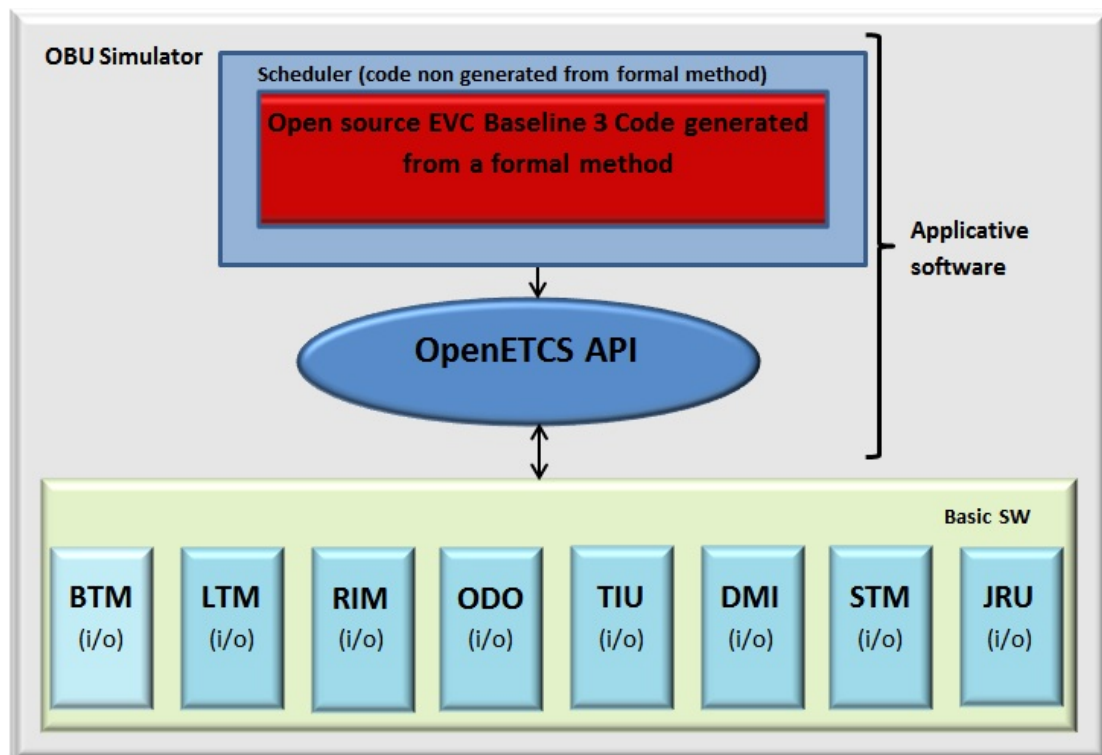 OBU Simulator
Scheduler (code non generated from formal method)
Open source EVC Baseline 3 Code generated
from a formal method
Applicative
software
OpenETCS API
Basic SW
BTM
(i/o)
LTM
(i/o)
RIM
(i/o)
ODO
(i/o)
TIU
(i/o)
DMI
(i/o)
STM
(i/o)
JRU
(i/o)